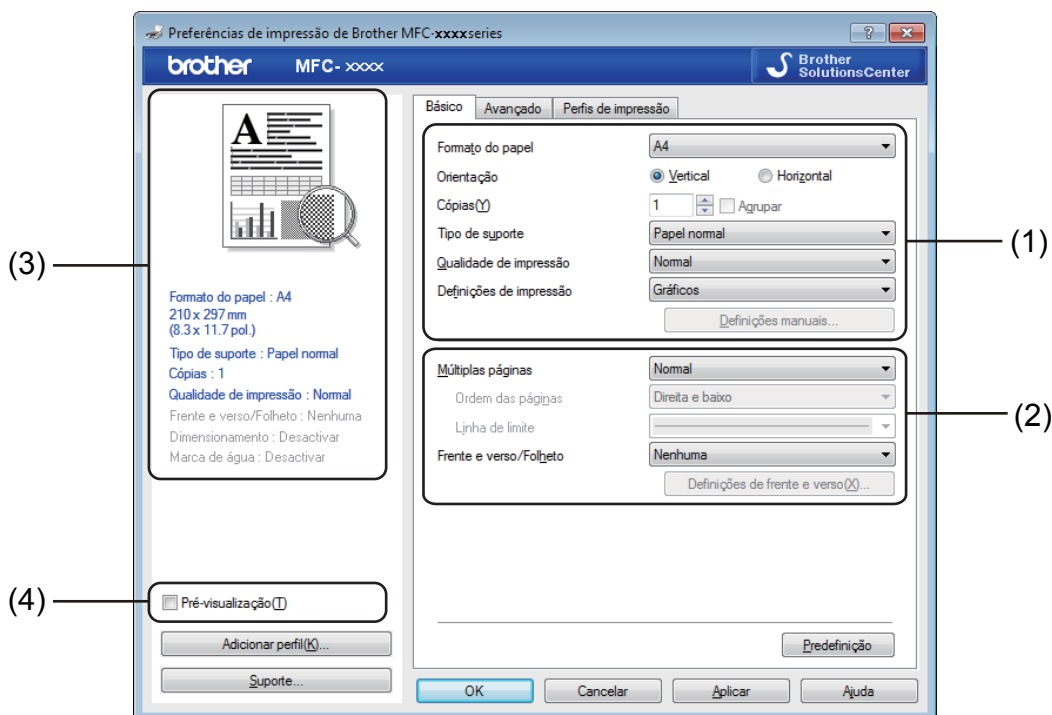 Preferências de impressão de Brother MFC-xxxxseries
brother MFC- xxxx
Brother
SolutionsCenter
(3)
A
Formato do papel : A4
210 x 297 mm
(8.3 x 11.7 pol.)
Tipo de suporte : Papel normal
Cópias : 1
Qualidade de impressão : Normal
Frente e verso/Folheto : Nenhuma
Dimensionamento : Desactivar
Marca de água : Desactivar
(4)
Pré-visualização(T)
Adicionar perfil(K)...
Suporte...
Básico Avançado Perfis de impressão
Formato do papel A4
Orientação Vertical Horizontal
Cópias(Y) 1 Agrupar
Tipo de suporte Papel normal
(1)
Qualidade de impressão Normal
Definições de impressão Gráficos
Definições manuais...
Múltiplas páginas Normal
Ordem das páginas Direita e baixo
(2)
Linha de limite
Frente e verso/Folheto Nenhuma
Definições de frente e verso(X)...
Predefinição
OK Cancelar Aplicar Ajuda